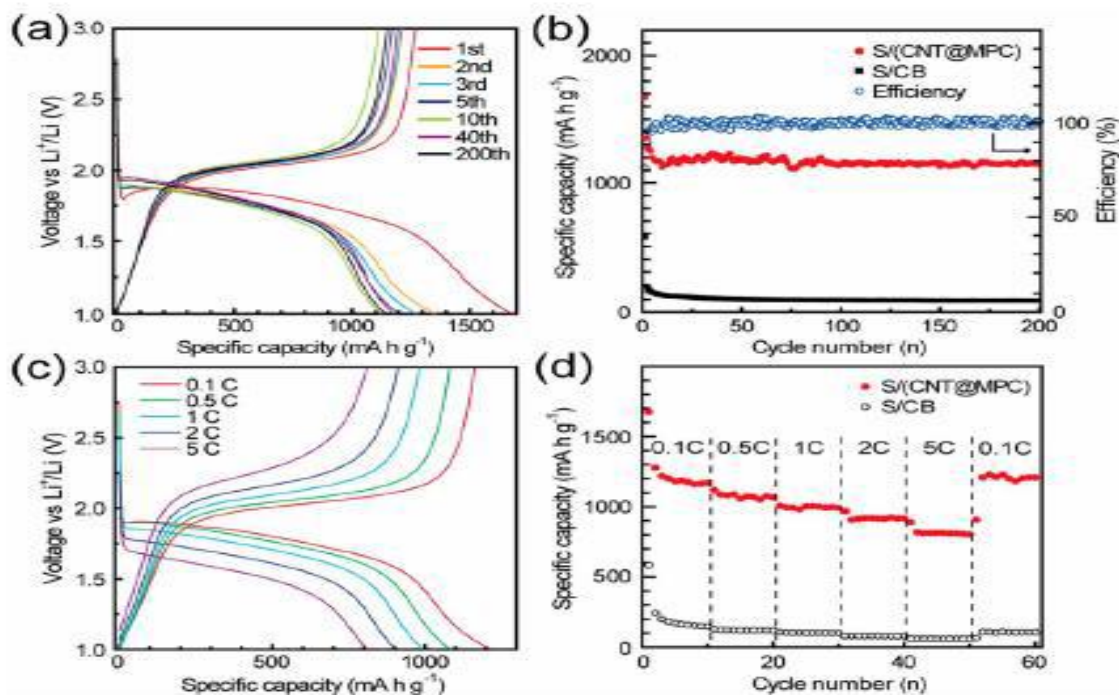 (a)
3.0
2.5
2.0
1.5
1.0
Voltage vs Li⁺/Li (V)
1st
2nd
3rd
5th
10th
40th
200th
0 500 1000 1500
Specific capacity (mA h g⁻¹)
(b)
2000
1000
0
Specific capacity (mAh g⁻¹)
S/(CNT@MPC)
S/CB
Efficiency
100
50
0
Efficiency (%)
0 50 100 150 200
Cycle number (n)
(c)
3.0
2.5
2.0
1.5
1.0
Voltage vs Li⁺/Li (V)
0.1 C
0.5 C
1 C
2 C
5 C
0 500 1000
Specific capacity (mA h g⁻¹)
(d)
S/(CNT@MPC)
S/CB
1500
1000
500
0
Specific capacity (mAh g⁻¹)
0.1C 0.5C 1C 2C 5C 0.1C
0 20 40 60
Cycle number (n)